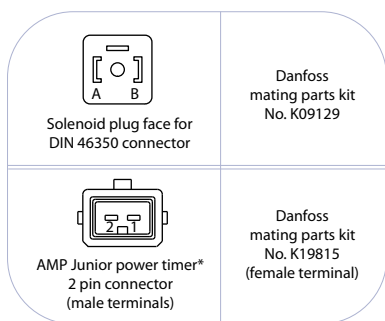 A B
Solenoid plug face for
DIN 46350 connector
Danfoss
mating parts kit
No. K09129
2 1
AMP Junior power timer*
2 pin connector
(male terminals)
Danfoss
mating parts kit
No. K19815
(female terminal)